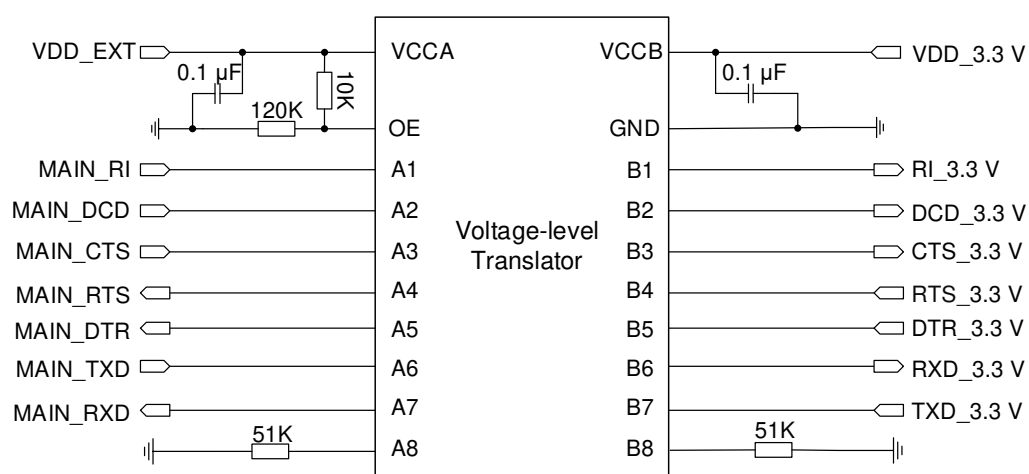 VDD_EXT VCCA VCCB VDD_3.3 V
0.1 µF 10K 0.1 µF
120K OE GND
MAIN_RI A1 B1 RI_3.3 V
MAIN_DCD A2 B2 DCD_3.3 V
Voltage-level
MAIN_CTS A3 B3 CTS_3.3 V
Translator
MAIN_RTS A4 B4 RTS_3.3 V
MAIN_DTR A5 B5 DTR_3.3 V
MAIN_TXD A6 B6 RXD_3.3 V
MAIN_RXD A7 B7 TXD_3.3 V
51K A8 B8 51K